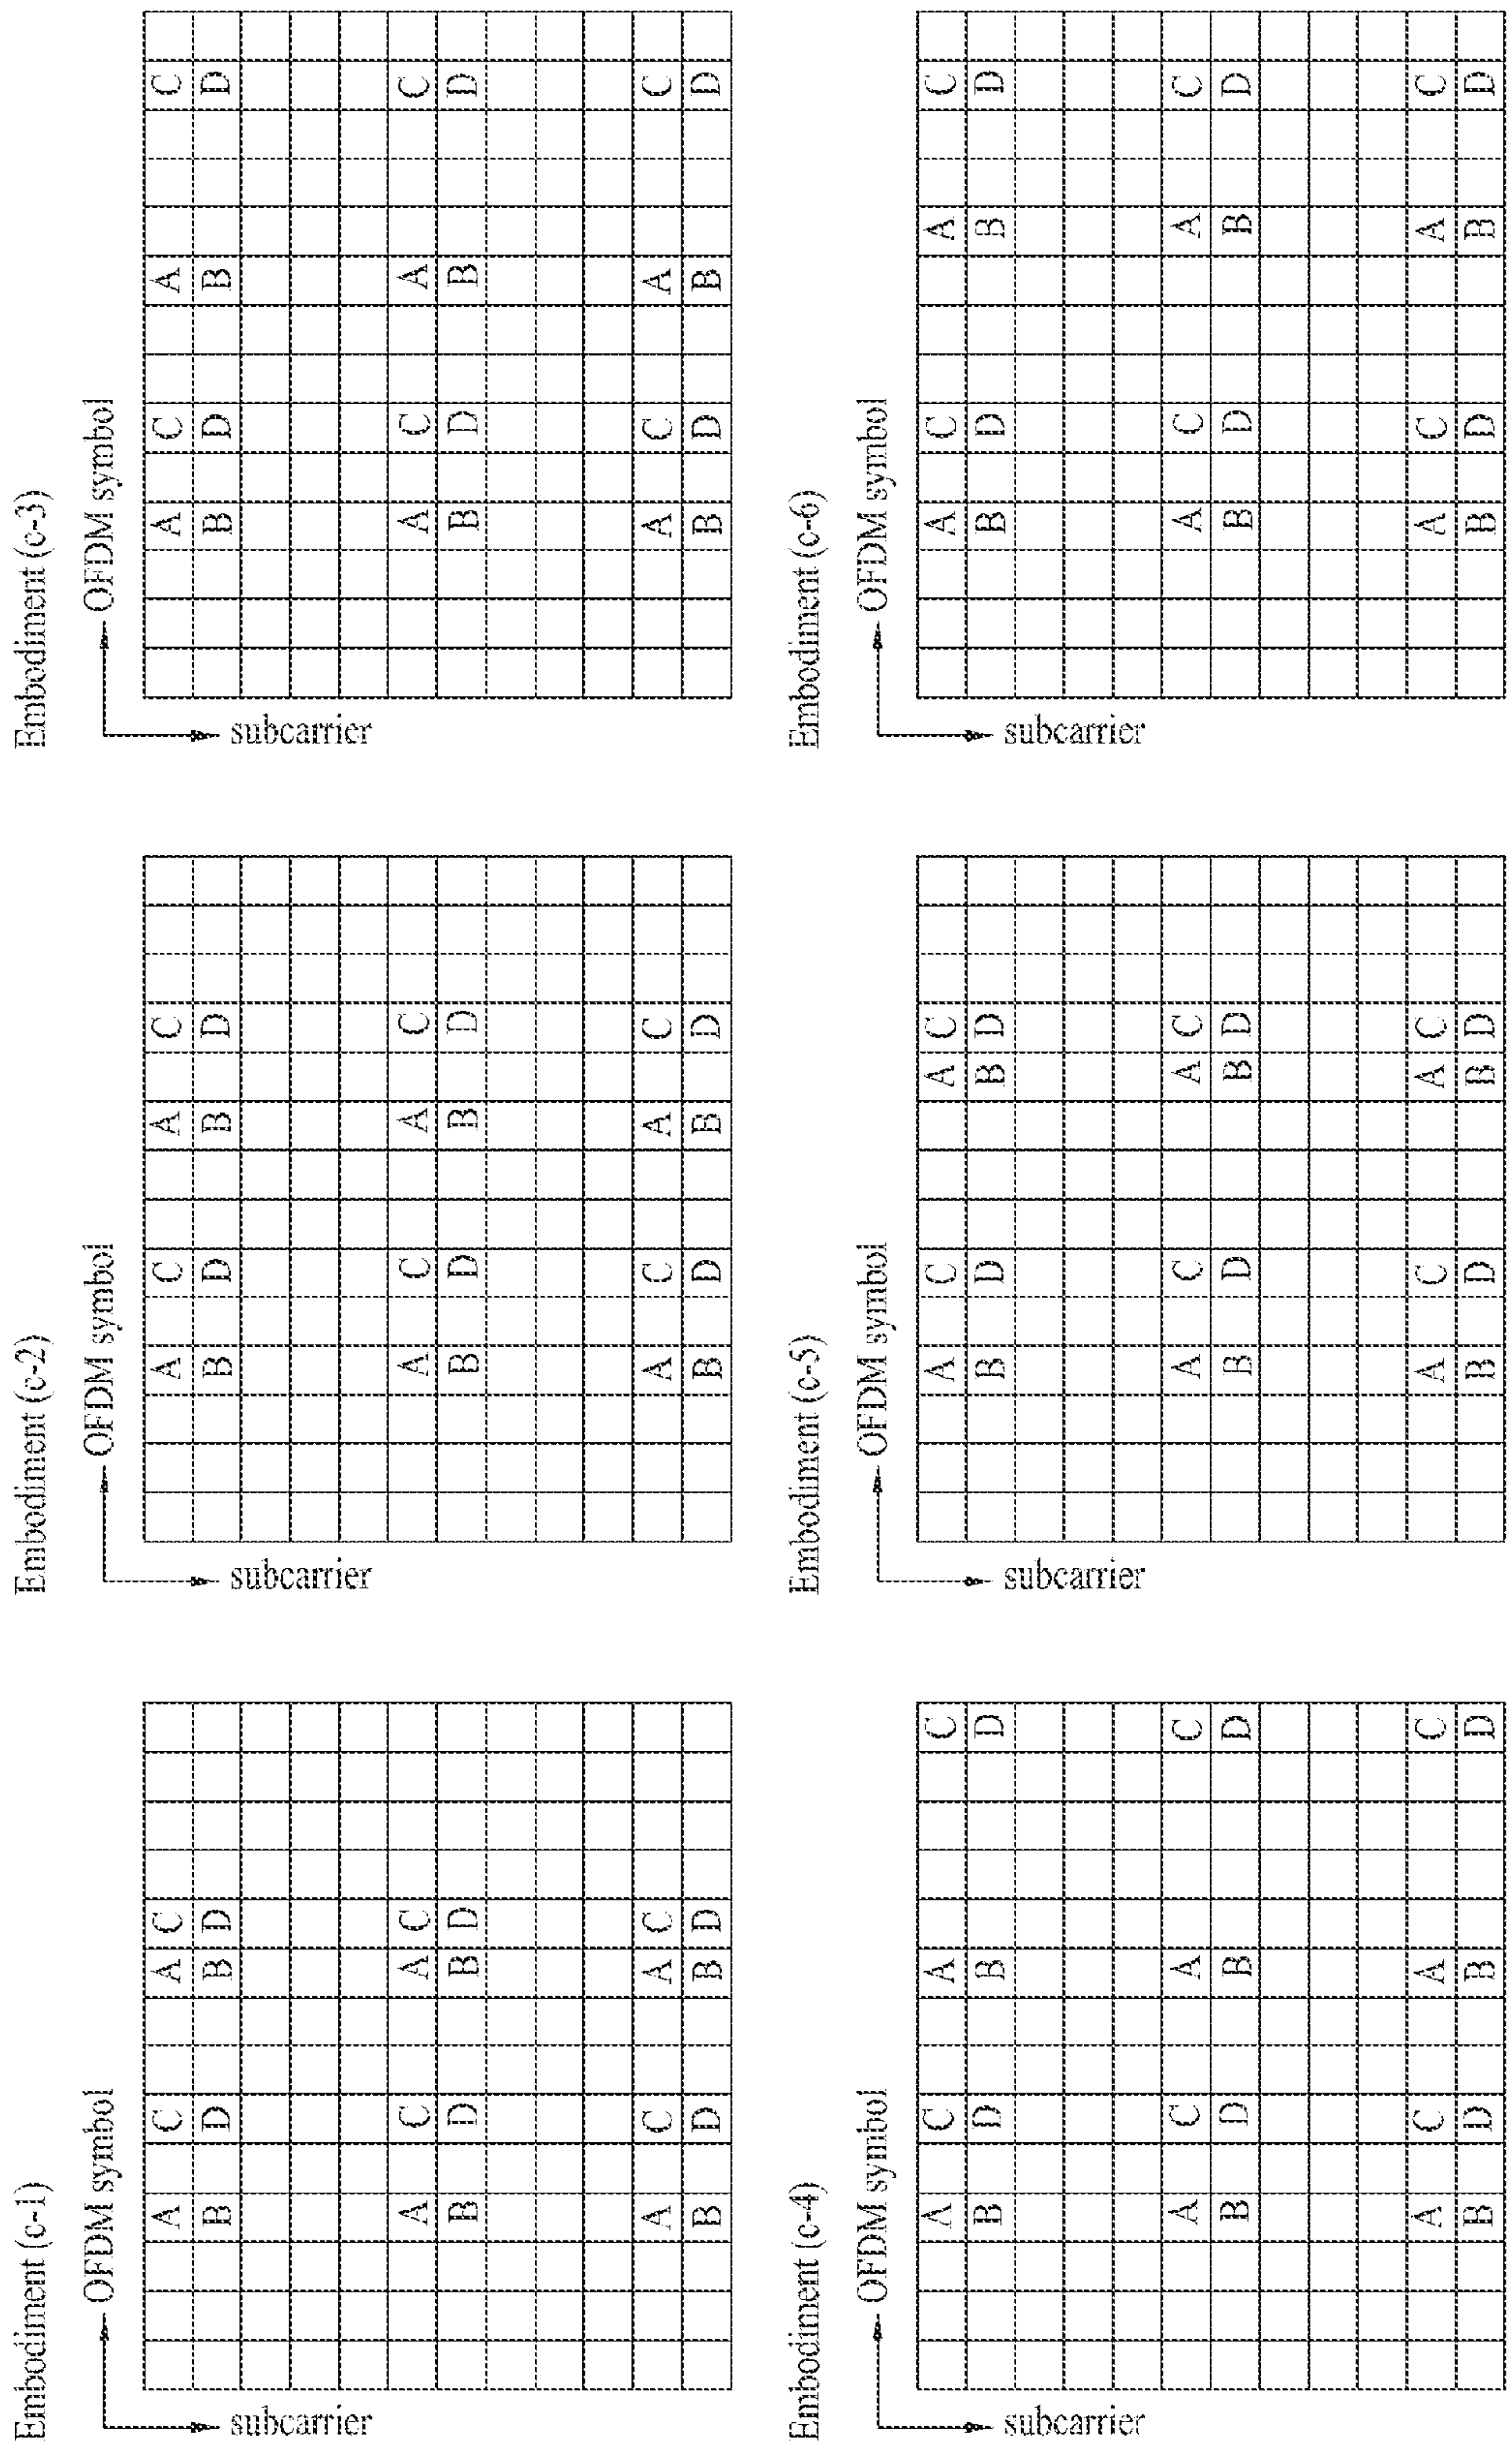 Embodiment (c-1)
OFDM symbol
subcarrier
A C A C
B D B D
A C A C
B D B D
A C A C
B D B D
Embodiment (c-2)
OFDM symbol
subcarrier
A C A C
B D B D
A C A C
B D B D
A C A C
B D B D
Embodiment (c-3)
OFDM symbol
subcarrier
A C A C
B D B D
A C A C
B D B D
A C A C
B D B D
Embodiment (c-4)
OFDM symbol
subcarrier
A C A C
B D B D
A C A C
B D B D
A C A C
B D B D
Embodiment (c-5)
OFDM symbol
subcarrier
A C A C
B D B D
A C A C
B D B D
A C A C
B D B D
Embodiment (c-6)
OFDM symbol
subcarrier
A C A C
B D B D
A C A C
B D B D
A C A C
B D B D